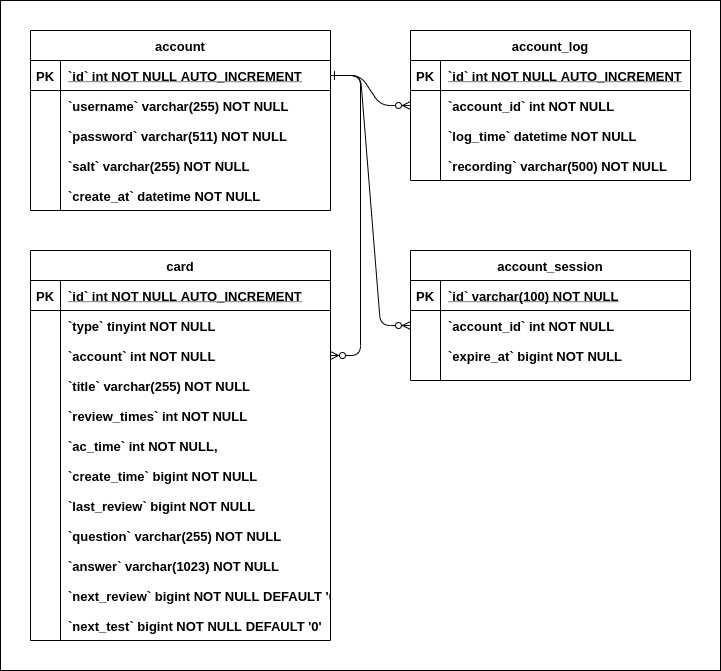 account
PK `id` int NOT NULL AUTO_INCREMENT
`username` varchar(255) NOT NULL
`password` varchar(511) NOT NULL
`salt` varchar(255) NOT NULL
`create_at` datetime NOT NULL
account_log
PK `id` int NOT NULL AUTO_INCREMENT
`account_id` int NOT NULL
`log_time` datetime NOT NULL
`recording` varchar(500) NOT NULL
card
PK `id` int NOT NULL AUTO_INCREMENT
`type` tinyint NOT NULL
`account` int NOT NULL
`title` varchar(255) NOT NULL
`review_times` int NOT NULL
`ac_time` int NOT NULL,
`create_time` bigint NOT NULL
`last_review` bigint NOT NULL
`question` varchar(255) NOT NULL
`answer` varchar(1023) NOT NULL
`next_review` bigint NOT NULL DEFAULT
`next_test` bigint NOT NULL DEFAULT '0'
account_session
PK `id` varchar(100) NOT NULL
`account_id` int NOT NULL
`expire_at` bigint NOT NULL